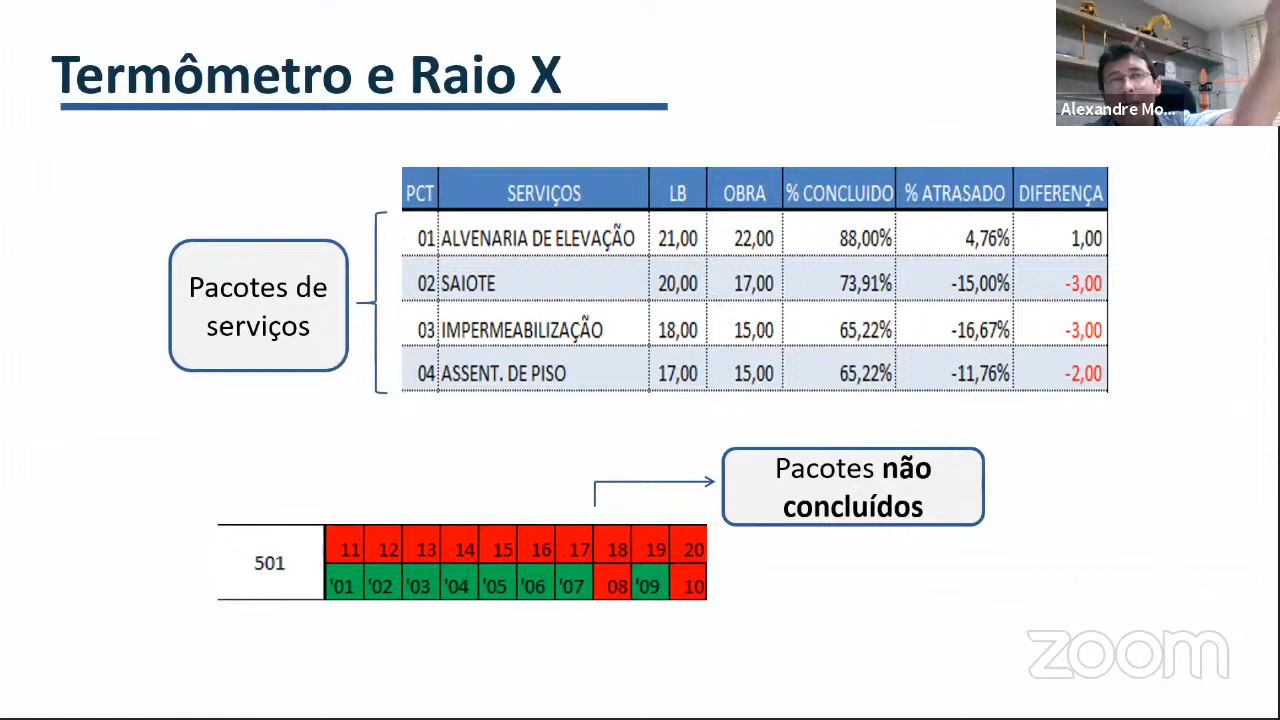 Termômetro e Raio X
Alexandre Mo...
PCT SERVIÇOS LB OBRA % CONCLUIDO % ATRASADO DIFERENÇA
01 ALVENARIA DE ELEVAÇÃO 21,00 22,00 88,00% 4,76% 1,00
02 SAIOTE 20,00 17,00 73,91% -15,00% -3,00
03 IMPERMEABILIZAÇÃO 18,00 15,00 65,22% -16,67% -3,00
04 ASSENT. DE PISO 17,00 15,00 65,22% -11,76% -2,00
Pacotes de
serviços
Pacotes não
concluídos
501
11 12 13 14 15 16 17 18 19 20
'01 '02 '03 '04 '05 '06 '07 08 '09 10
zoom